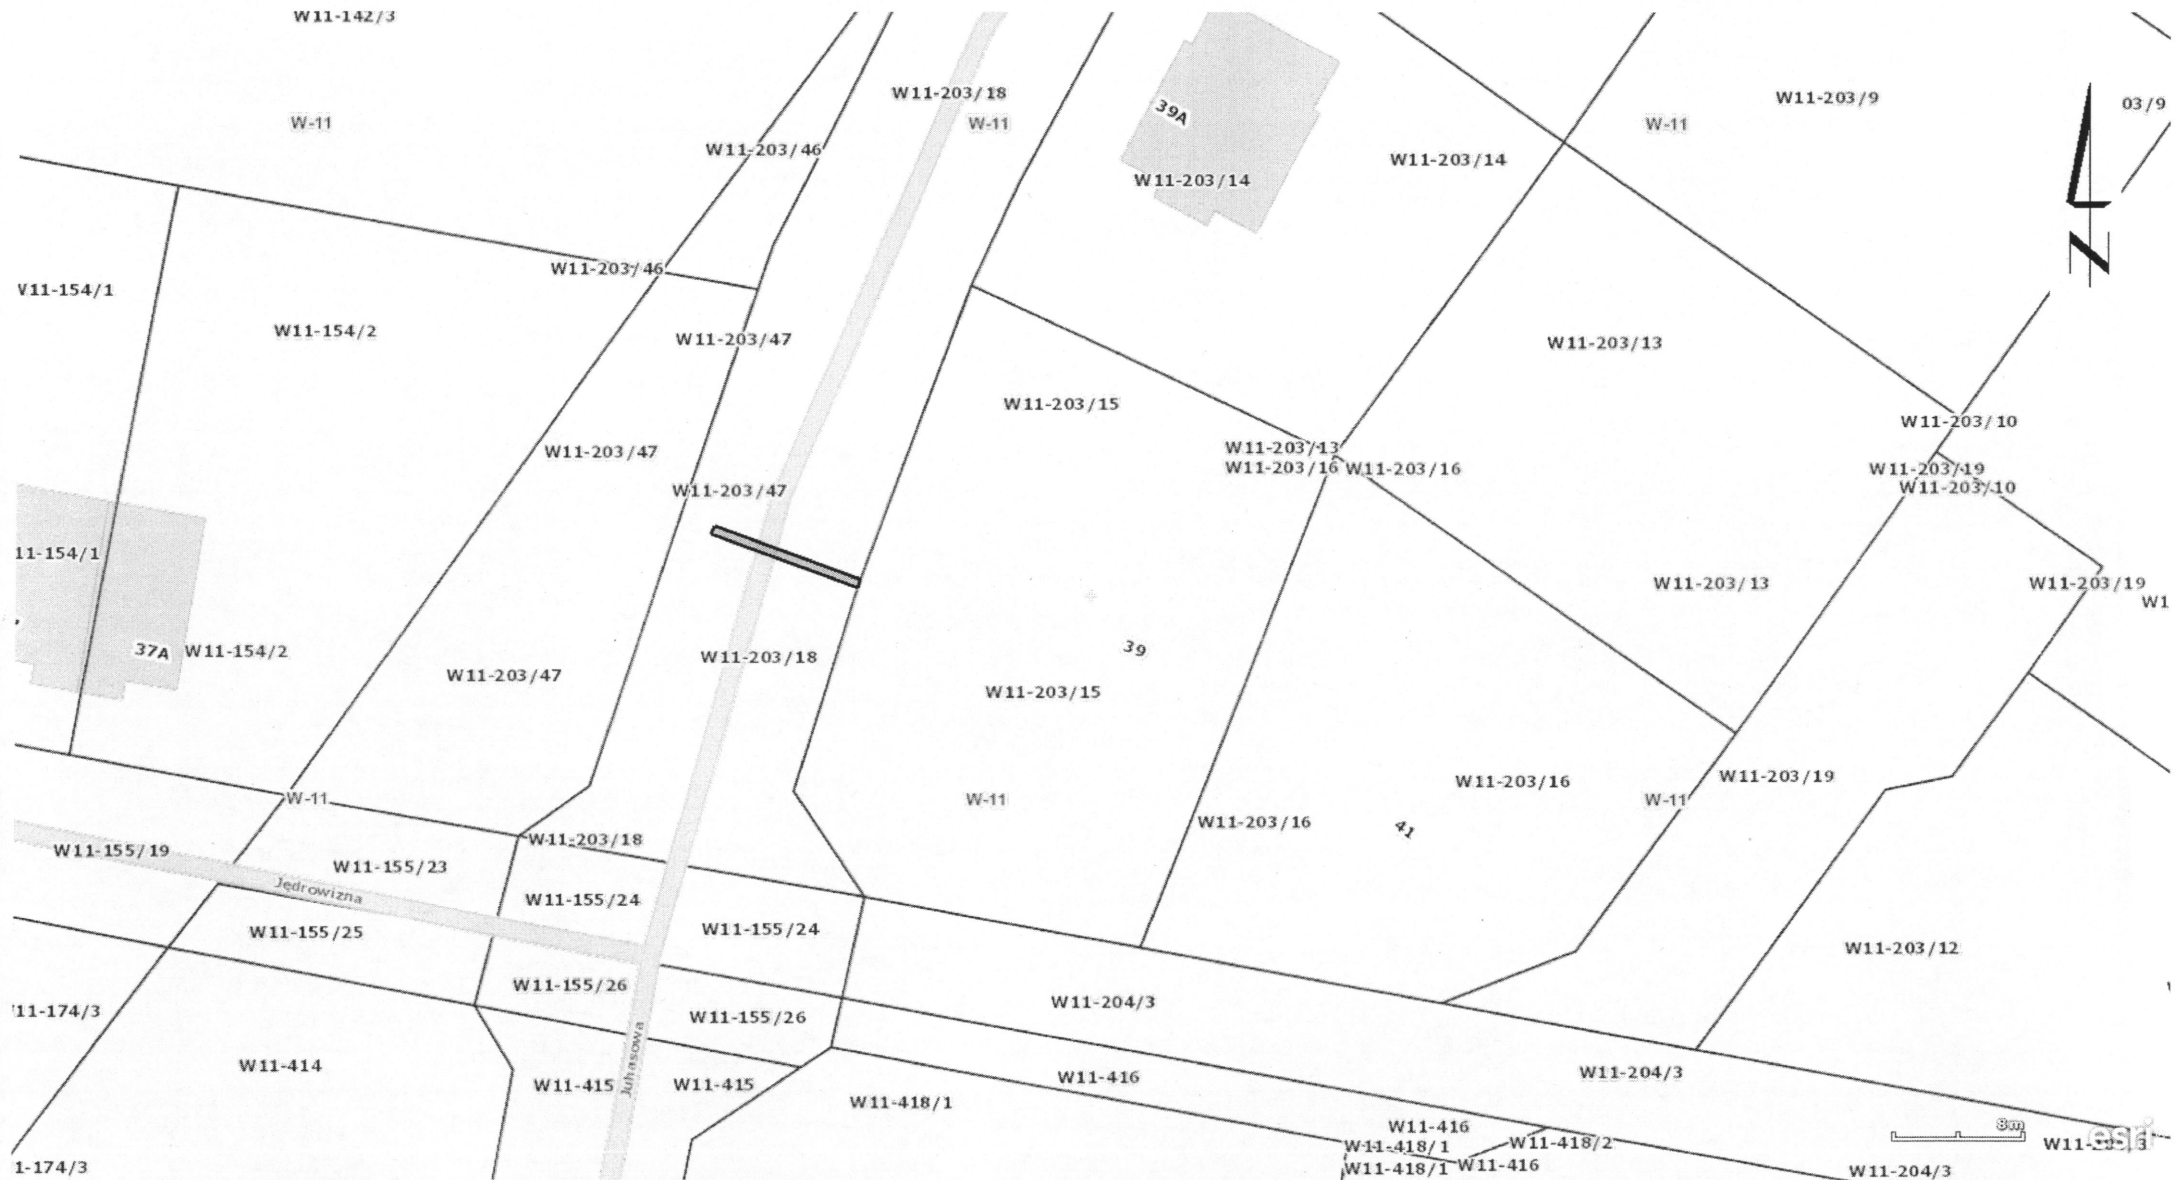 W11-142/3
W11-203/18
W11-203/9
03/9
W-11
W-11
W-11
W11-203/46
39A
W11-203/14
W11-203/14
W11-203/46
N
W11-154/1
W11-154/2
W11-203/47
W11-203/13
W11-203/15
W11-203/10
W11-203/47
W11-203/13
W11-203/16
W11-203/16
W11-203/19
W11-203/10
W11-203/47
11-154/1
W11-203/13
W11-203/19
W1
37A
W11-154/2
W11-203/18
39
W11-203/47
W11-203/15
W-11
W-11
W11-203/16
W-11
W11-203/19
W11-203/16
41
W11-155/19
W11-155/23
W11-203/18
Jędrowizna
W11-155/24
W11-155/24
W11-155/25
W11-203/12
W11-155/26
W11-155/26
W11-204/3
11-174/3
W11-414
W11-415
Juhasowa
W11-415
W11-416
W11-204/3
W11-418/1
W11-416
8m
esri
W11-418/1
W11-418/2
W11-418/1
W11-416
W11-204/3
1-174/3